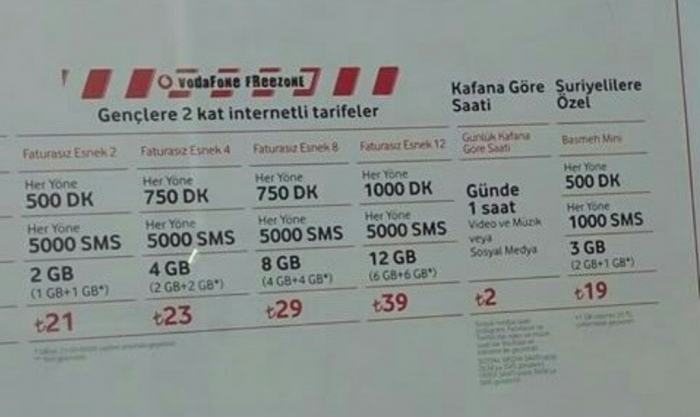 VodaFone FReeZone
Gençlere 2 kat internetli tarifeler
Kafana Göre
Saati
Suriyelilere
Özel
Faturasız Esnek 2
Faturasız Esnek 4
Faturasız Esnek 8
Faturasız Esnek 12
Günlük Kafana
Göre Saati
Basmeh Mini
Her Yöne
500 DK
Her Yöne
750 DK
Her Yöne
750 DK
Her Yöne
1000 DK
Her Yöne
500 DK
Her Yöne
5000 SMS
Her Yöne
5000 SMS
Her Yöne
5000 SMS
Her Yöne
5000 SMS
Günde
1 saat
Video ve Müzik
veya
Sosyal Medya
Her Yöne
1000 SMS
2 GB
(1 GB+1 GB*)
4 GB
(2 GB+2 GB*)
8 GB
(4 GB+4 GB*)
12 GB
(6 GB+6 GB*)
3 GB
(2 GB+1 GB*)
₺21
₺23
₺29
₺39
₺2
₺19